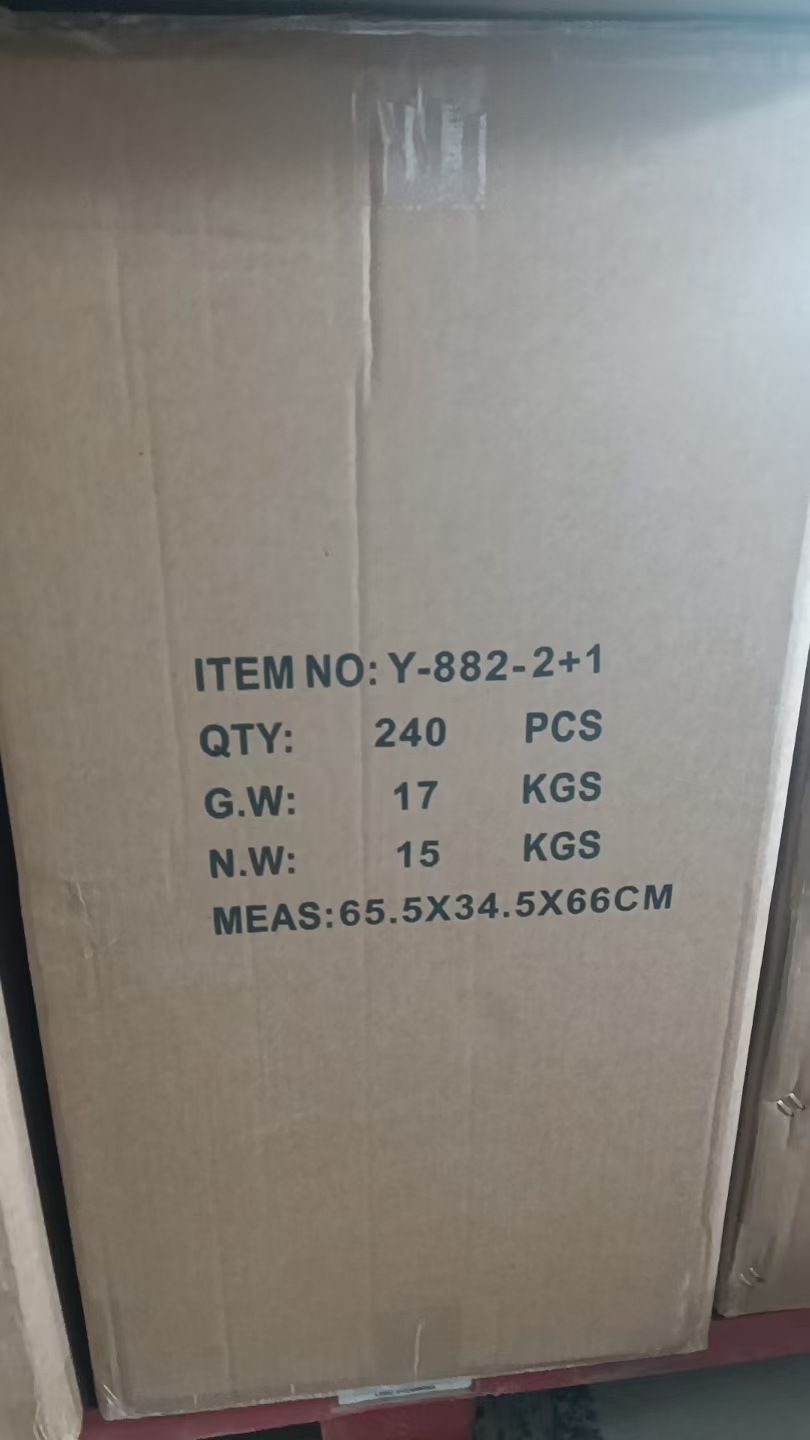 ITEM NO: Y-882-2+1
QTY: 240 PCS
G.W: 17 KGS
N.W: 15 KGS
MEAS:65.5X34.5X66CM